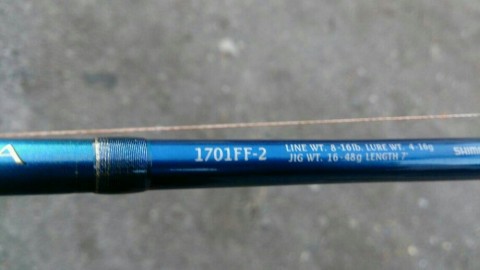 A
1701FF-2
LINE WT. 8-16lb. LURE WT. 4-16g
JIG WT. 16-48g LENGTH 7'